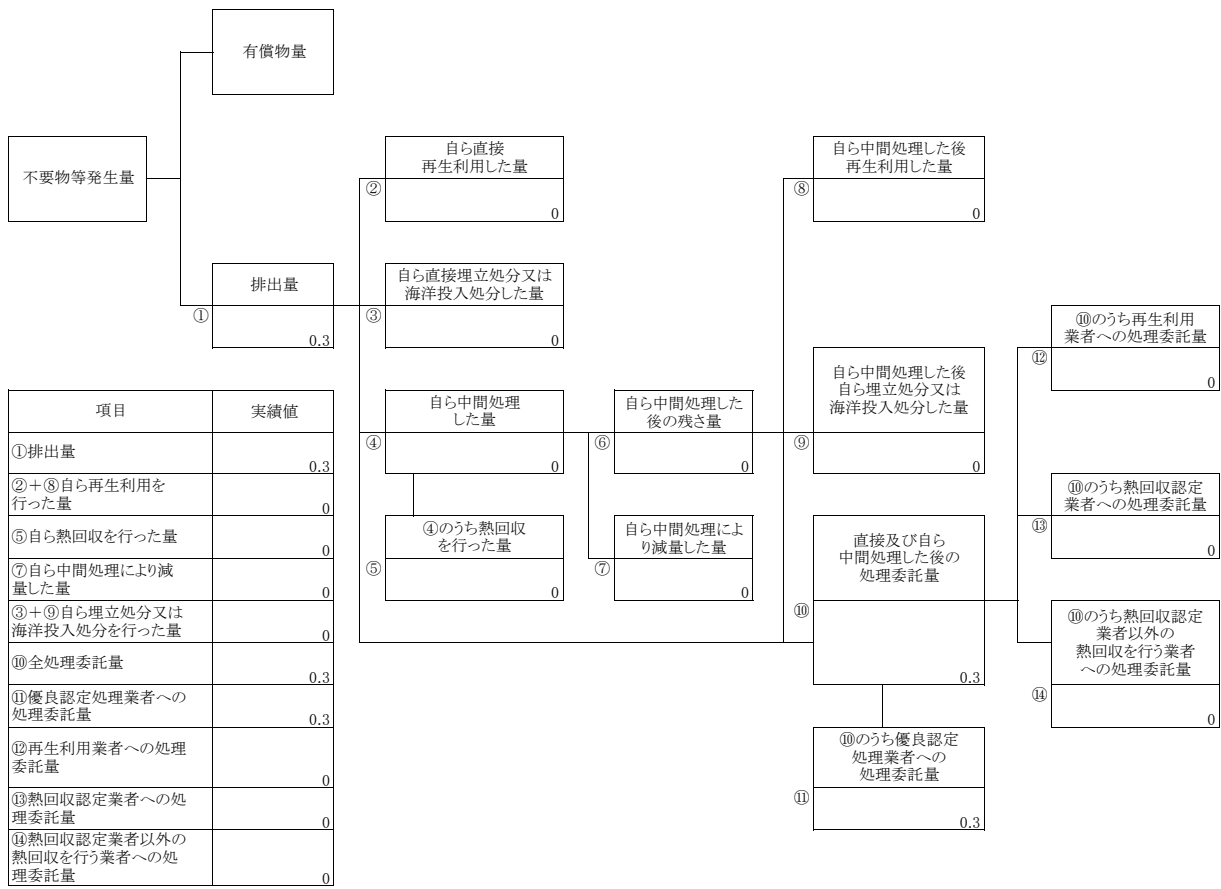 有償物量
不要物等発生量
自ら直接
再生利用した量
②
0
自ら中間処理した後
再生利用した量
⑧
0
排出量
①
0.3
自ら直接埋立処分又は
海洋投入処分した量
③
0
⑩のうち再生利用
業者への処理委託量
⑫
0
自ら中間処理
した量
④
0
自ら中間処理した
後の残さ量
⑥
0
自ら中間処理した後
自ら埋立処分又は
海洋投入処分した量
⑨
0
⑩のうち熱回収認定
業者への処理委託量
⑬
0
④のうち熱回収
を行った量
⑤
0
自ら中間処理によ
り減量した量
⑦
0
直接及び自ら
中間処理した後の
処理委託量
⑩
0.3
⑩のうち熱回収認定
業者以外の
熱回収を行う業者
への処理委託量
⑭
0
⑩のうち優良認定
処理業者への
処理委託量
⑪
0.3
項目 実績値
①排出量
0.3
②+⑧自ら再生利用を
行った量
0
⑤自ら熱回収を行った量
0
⑦自ら中間処理により減
量した量
0
③+⑨自ら埋立処分又は
海洋投入処分を行った量
0
⑩全処理委託量
0.3
⑪優良認定処理業者への
処理委託量
0.3
⑫再生利用業者への処理
委託量
0
⑬熱回収認定業者への処
理委託量
0
⑭熱回収認定業者以外の
熱回収を行う業者への処
理委託量
0